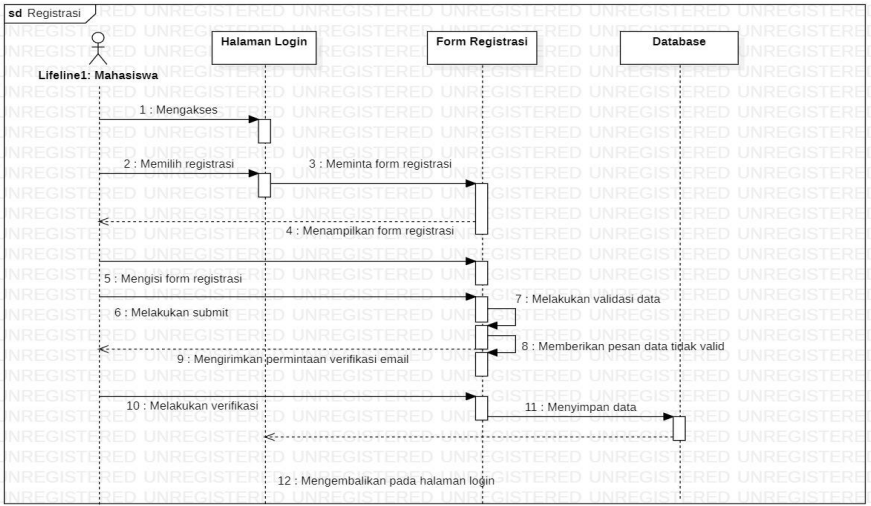 sd Registrasi
Halaman Login
Form Registrasi
Database
Lifeline1: Mahasiswa
1 : Mengakses
2 : Memilih registrasi
3 : Meminta form registrasi
4 : Menampilkan form registrasi
5 : Mengisi form registrasi
6 : Melakukan submit
7 : Melakukan validasi data
8 : Memberikan pesan data tidak valid
9 : Mengirimkan permintaan verifikasi email
10 : Melakukan verifikasi
11 : Menyimpan data
12 : Mengembalikan pada halaman login
UNREGISTERED